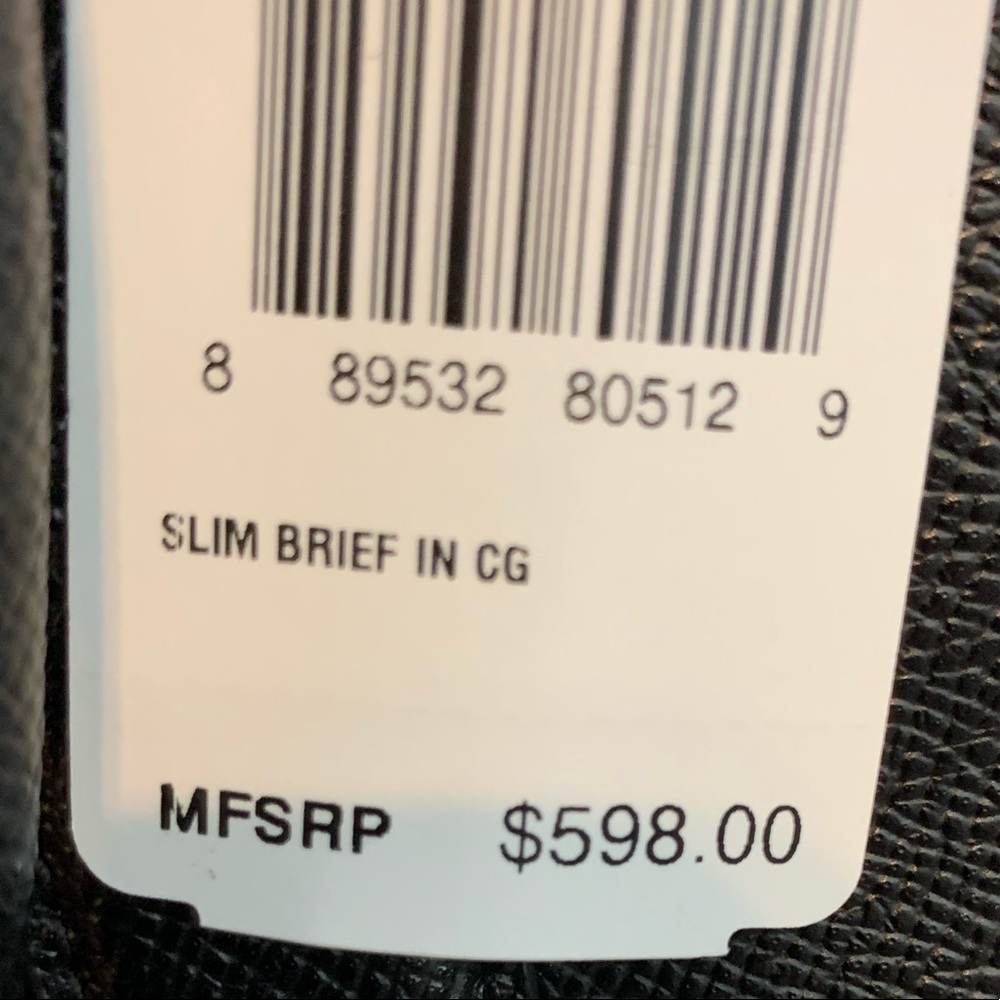 8 89532 80512 9
SLIM BRIEF IN CG
MFSRP $598.00